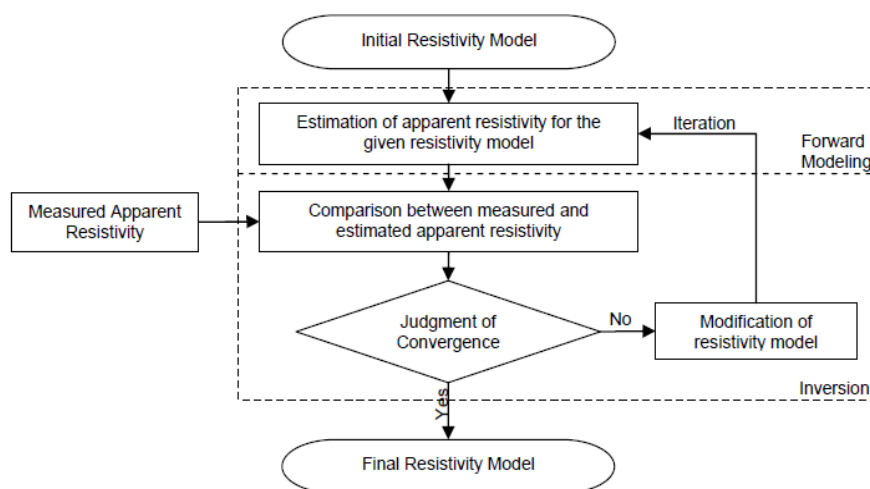 Initial Resistivity Model
Estimation of apparent resistivity for the
given resistivity model
Iteration
Forward
Modeling
Measured Apparent
Resistivity
Comparison between measured and
estimated apparent resistivity
Judgment of
Convergence
No
Modification of
resistivity model
Inversion
Yes
Final Resistivity Model